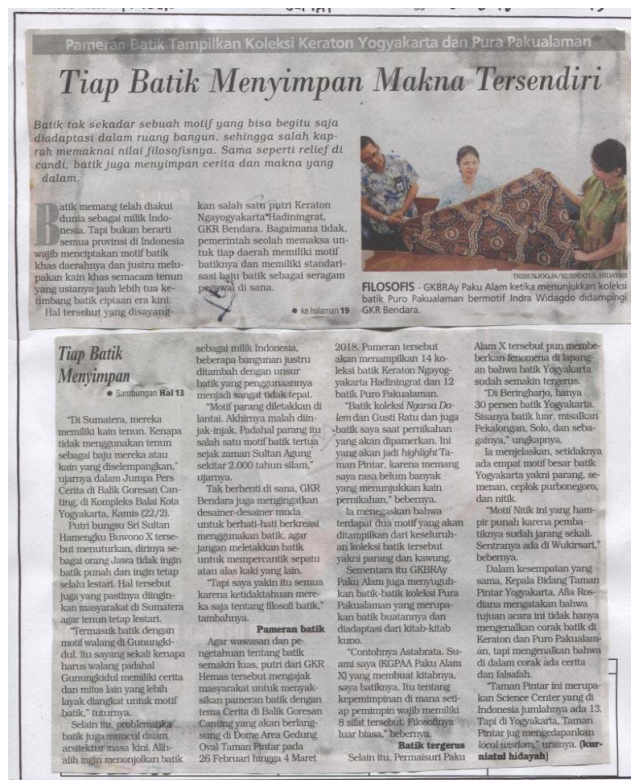 Pameran Batik Tampilkan Koleksi Keraton Yogyakarta dan Pura Pakualaman
Tiap Batik Menyimpan Makna Tersendiri
Batik tak sekadar sebuah motif yang bisa begitu saja
diadaptasi dalam ruang bangun, sehingga salah kap-
rah memaknai nilai filosofisnya. Sama seperti relief di
candi, batik juga menyimpan cerita dan makna yang
dalam.
Batik memang telah diakui
dunia sebagai milik Indo-
nesia. Tapi bukan berarti
semua provinsi di Indonesia
wajib menciptakan motif batik
khas daerahnya dan justru melu-
pakan kain khas semacam tenun
yang usianya jauh lebih tua ke-
timbang batik ciptaan era kini.
Hal tersebut yang disayang-
kan salah satu putri Keraton
Ngayogyakarta Hadiningrat,
GKR Bendara. Bagaimana tidak,
pemerintah seolah memaksa un-
tuk tiap daerah memiliki motif
batiknya dan memiliki standari-
sasi baju batik sebagai seragam
pegawai di sana.
● ke halaman 19
TRIBUNJOGJA/KURNIATUL HIDAYAH
FILOSOFIS - GKBRAy Paku Alam ketika menunjukkan koleksi
batik Puro Pakualaman bermotif Indra Widagdo didampingi
GKR Bendara.
Tiap Batik
Menyimpan
● Sambungan Hal 13
"Di Sumatera, mereka
memiliki kain tenun. Kenapa
tidak menggunakan tenun
sebagai baju mereka atau
kain yang diselempangkan,"
ujarnya dalam Jumpa Pers
Cerita di Balik Goresan Can-
ting, di Kompleks Balai Kota
Yogyakarta, Kamis (22/2).
Putri bungsu Sri Sultan
Hamengku Buwono X terse-
but menuturkan, dirinya se-
bagai orang Jawa tidak ingin
batik punah dan ingin tetap
selalu lestari. Hal tersebut
juga yang pastinya diingin-
kan masyarakat di Sumatera
agar tenun tetap lestari.
"Termasuk batik dengan
motif walang di Gunungki-
dul. Itu sayang sekali kenapa
harus walang padahal
Gunungkidul memiliki cerita
dan mitos lain yang lebih
layak diangkat untuk motif
batik," tuturnya.
Selain itu, problematika
batik juga muncul dalam
arsitektur masa kini. Alih-
alih ingin menonjolkan batik
sebagai milik Indonesia,
beberapa bangunan justru
ditambah dengan unsur
batik yang penggunaannya
menjadi sangat tidak tepat.
"Motif parang diletakkan di
lantai. Akhirnya malah diin-
jak-injak. Padahal parang itu
salah satu motif batik tertua
sejak zaman Sultan Agung
sekitar 2.000 tahun silam,"
ujarnya.
Tak berhenti di sana, GKR
Bendara juga mengingatkan
desainer-desainer muda
untuk berhati-hati berkreasi
menggunakan batik, agar
jangan meletakkan batik
untuk mempercantik sepatu
atau alas kaki yang lain.
"Tapi saya yakin itu semua
karena ketidaktahuan mere-
ka saja tentang filosofi batik,"
tambahnya.
Pameran batik
Agar wawasan dan pe-
ngetahuan tentang batik
semakin luas, putri dari GKR
Hemas tersebut mengajak
masyarakat untuk menyak-
sikan pameran batik dengan
tema Cerita di Balik Goresan
Canting yang akan berlang-
sung di Dome Area Gedung
Oval Taman Pintar pada
26 Februari hingga 4 Maret
2018. Pameran tersebut
akan menampilkan 14 kol-
eksi batik Keraton Ngayog-
yakarta Hadiningrat dan 12
batik Puro Pakualaman.
"Batik koleksi Ngarsa Da-
lem dan Gusti Ratu dan juga
batik saya saat pernikahan
yang akan dipamerkan. Ini
yang akan jadi highlight Ta-
man Pintar, karena memang
saya rasa belum banyak
yang menunjukkan kain
pernikahan," bebernya.
Ia menegaskan bahwa
terdapat dua motif yang akan
ditampilkan dari keseluruh-
an koleksi batik tersebut
yakni parang dan kawung.
Sementara itu GKBRAy
Paku Alam juga menyuguh-
kan batik-batik koleksi Pura
Pakualaman yang merupa-
kan batik buatannya dan
diadaptasi dari kitab-kitab
kuno.
"Contohnya Astabrata. Su-
ami saya (KGPAA Paku Alam
X) yang membuat kitabnya,
saya batiknya. Itu tentang
kepemimpinan di mana seti-
ap pemimpin wajib memiliki
8 sifat tersebut. Filosofinya
luar biasa," bebernya.
Batik tergerus
Selain itu, Permaisuri Paku
Alam X tersebut pun membe-
berkan fenomena di lapang-
an bahwa batik Yogyakarta
sudah semakin tergerus.
"Di Beringharjo, hanya
30 persen batik Yogyakarta.
Sisanya batik luar, misalkan
Pekalongan, Solo, dan seba-
gainya," ungkapnya.
Ia menjelaskan, setidaknya
ada empat motif besar batik
Yogyakarta yakni parang, se-
menan, ceplok purbonegoro,
dan nitik.
"Motif Nitik ini yang ham-
pir punah karena pemba-
tiknya sudah jarang sekali.
Sentranya ada di Wukirsari,"
bebernya.
Dalam kesempatan yang
sama, Kepala Bidang Taman
Pintar Yogyakarta, Afia Ros-
diana mengatakan bahwa
tujuan acara ini tidak hanya
mengenalkan corak batik di
Keraton dan Puro Pakualam-
an, tapi mengenalkan bahwa
di dalam corak ada cerita
dan falsafah.
"Taman Pintar ini merupa-
kan Science Center yang di
Indonesia jumlahnya ada 13.
Tapi di Yogyakarta, Taman
Pintar jug mengedapankan
local wisdom," urainya. (kur-
niatul hidayah)